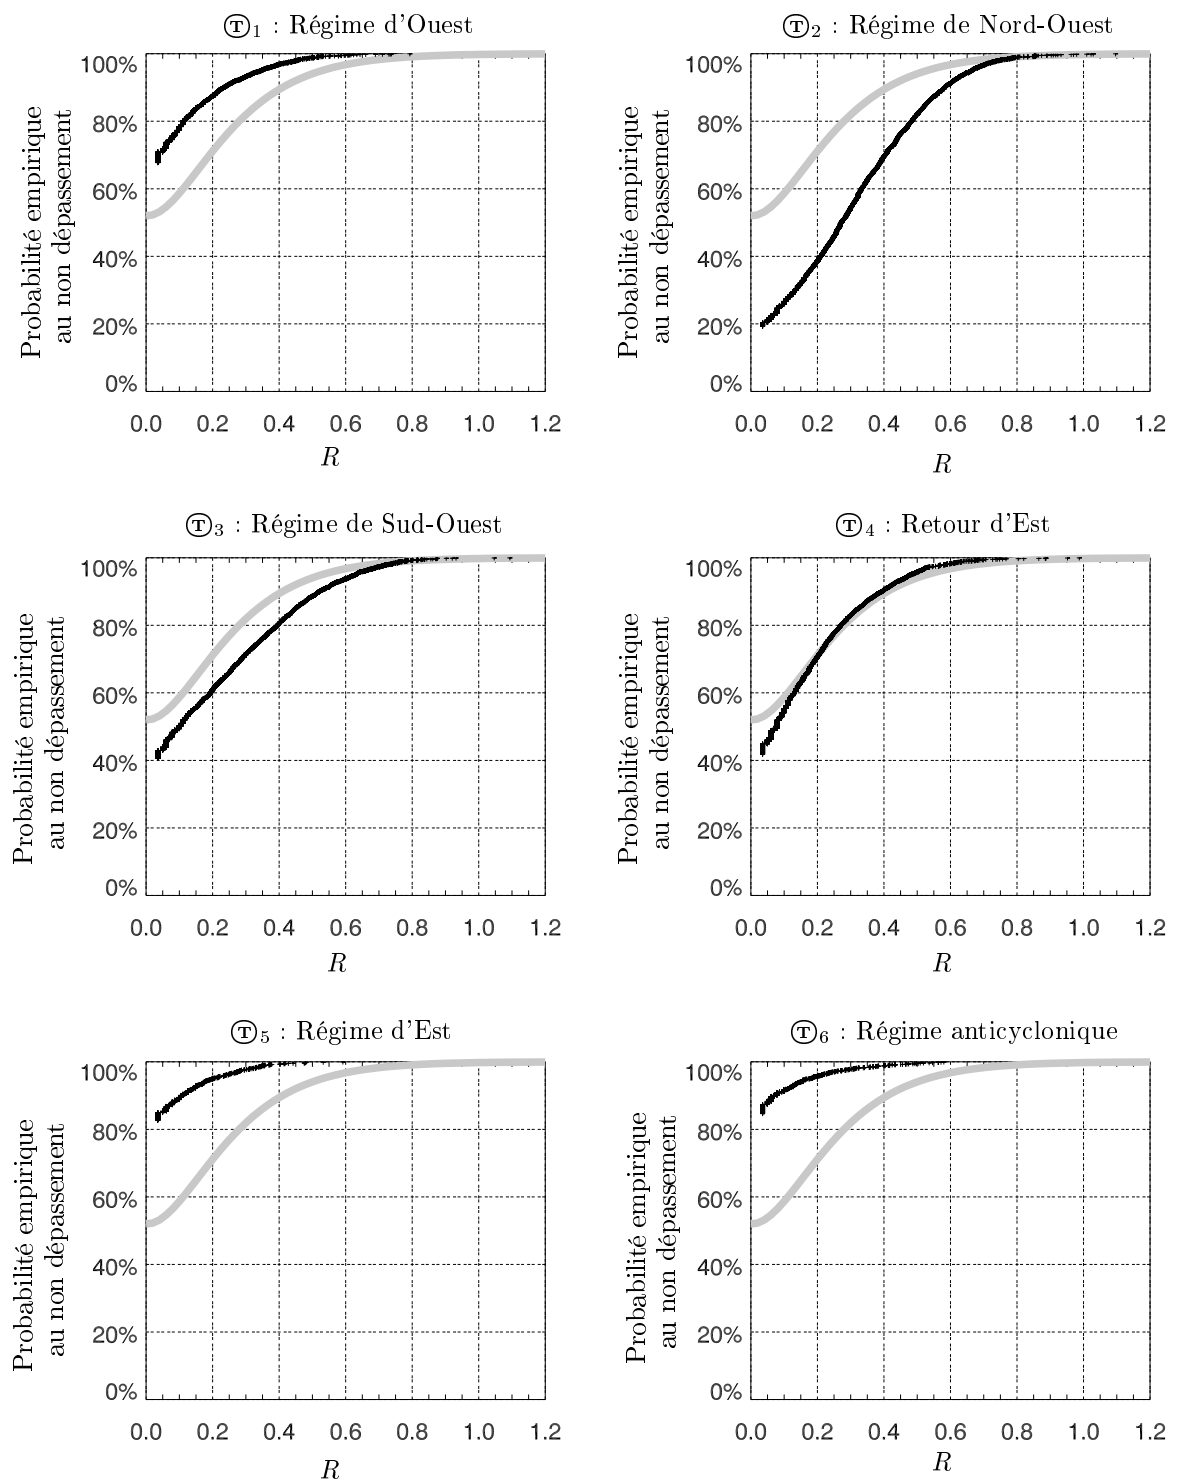 Ⓣ₁ : Régime d'Ouest
Probabilité empirique
au non dépassement
100%
80%
60%
40%
20%
0%
0.0 0.2 0.4 0.6 0.8 1.0 1.2
R
Ⓣ₂ : Régime de Nord-Ouest
Probabilité empirique
au non dépassement
100%
80%
60%
40%
20%
0%
0.0 0.2 0.4 0.6 0.8 1.0 1.2
R
Ⓣ₃ : Régime de Sud-Ouest
Probabilité empirique
au non dépassement
100%
80%
60%
40%
20%
0%
0.0 0.2 0.4 0.6 0.8 1.0 1.2
R
Ⓣ₄ : Retour d'Est
Probabilité empirique
au non dépassement
100%
80%
60%
40%
20%
0%
0.0 0.2 0.4 0.6 0.8 1.0 1.2
R
Ⓣ₅ : Régime d'Est
Probabilité empirique
au non dépassement
100%
80%
60%
40%
20%
0%
0.0 0.2 0.4 0.6 0.8 1.0 1.2
R
Ⓣ₆ : Régime anticyclonique
Probabilité empirique
au non dépassement
100%
80%
60%
40%
20%
0%
0.0 0.2 0.4 0.6 0.8 1.0 1.2
R